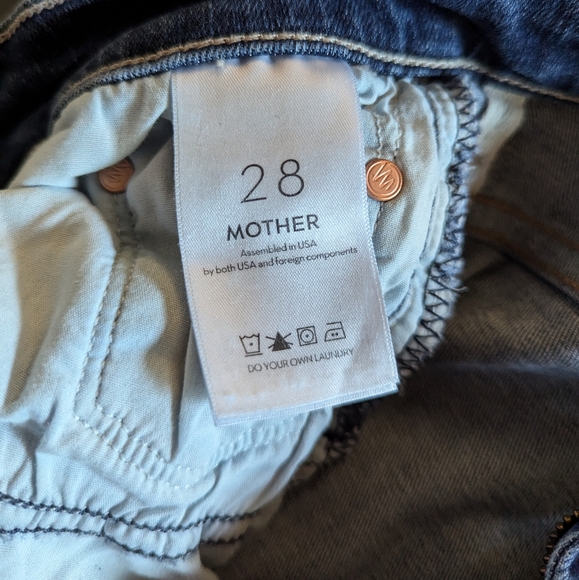 28
MOTHER
Assembled in USA
by both USA and foreign components
DO YOUR OWN LAUNDRY